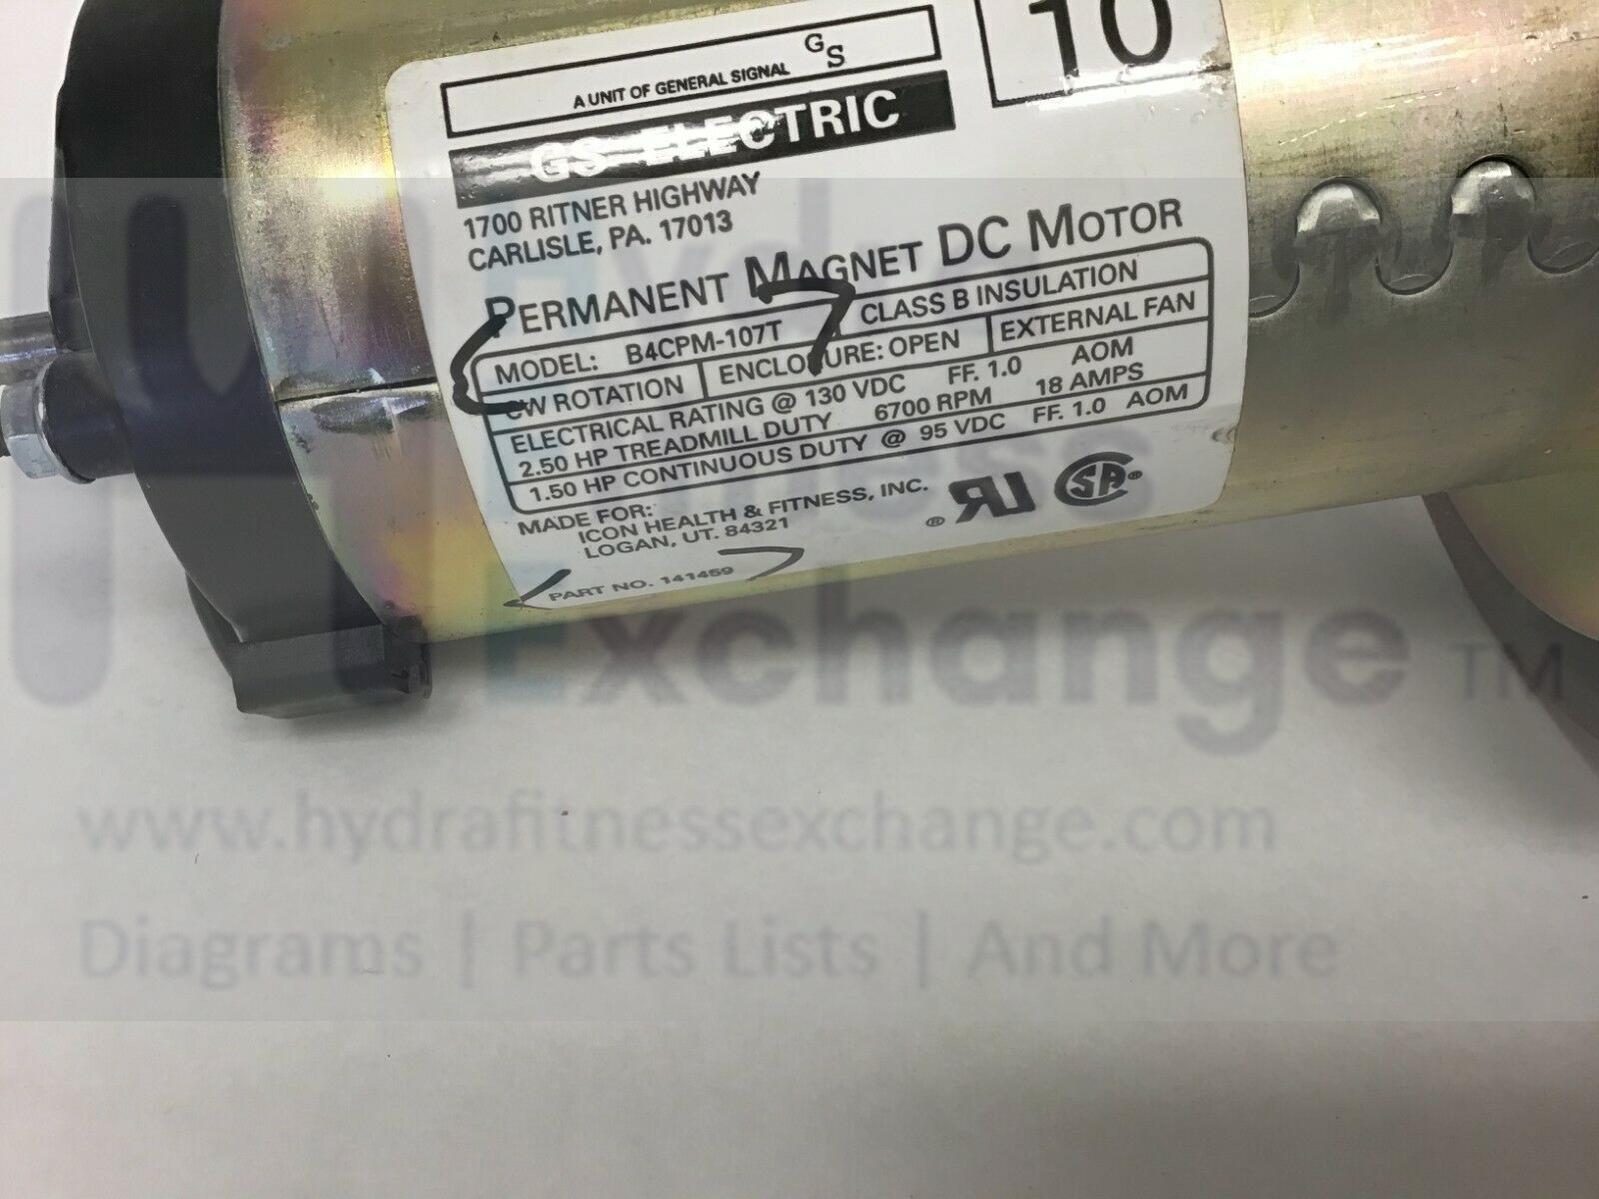 10
GS
A UNIT OF GENERAL SIGNAL
GS ELECTRIC
1700 RITNER HIGHWAY
CARLISLE, PA. 17013
PERMANENT MAGNET DC MOTOR
MODEL: B4CPM-107T CLASS B INSULATION
CW ROTATION ENCLOSURE: OPEN EXTERNAL FAN
ELECTRICAL RATING @ 130 VDC FF. 1.0 AOM
2.50 HP TREADMILL DUTY 6700 RPM 18 AMPS
1.50 HP CONTINUOUS DUTY @ 95 VDC FF. 1.0 AOM
MADE FOR:
ICON HEALTH & FITNESS, INC.
LOGAN, UT. 84321
PART NO. 141459
® RU SA ®
Hydra
Fitness
Exchange TM
www.hydrafitnessexchange.com
Diagrams | Parts Lists | And More